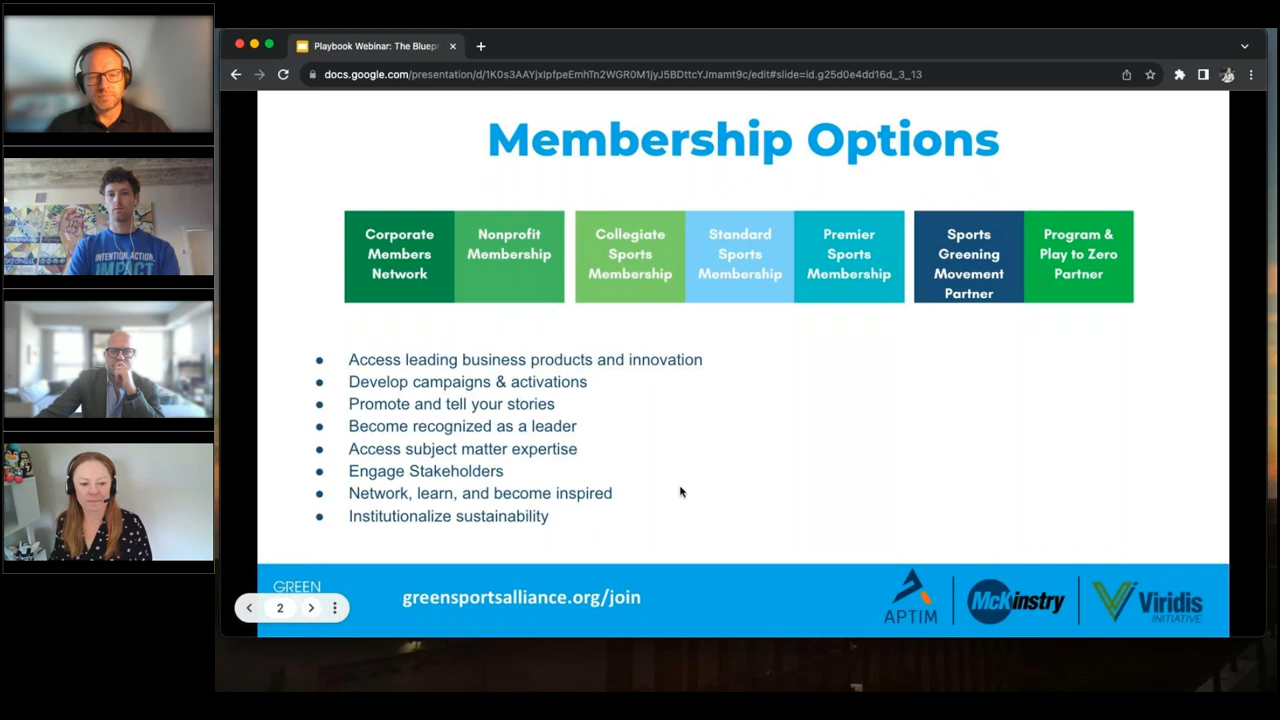 Playbook Webinar: The Bluepr
docs.google.com/presentation/d/1K0s3AAYjxIpfpeEmhTn2WGR0M1jyJ5BDttcYJmamt9c/edit#slide=id.g25d0e4dd16d_3_13
Membership Options
Corporate
Members
Network
Nonprofit
Membership
Collegiate
Sports
Membership
Standard
Sports
Membership
Premier
Sports
Membership
Sports
Greening
Movement
Partner
Program &
Play to Zero
Partner
● Access leading business products and innovation
● Develop campaigns & activations
● Promote and tell your stories
● Become recognized as a leader
● Access subject matter expertise
● Engage Stakeholders
● Network, learn, and become inspired
● Institutionalize sustainability
GREEN
2
greensportsalliance.org/join
APTIM
McKinstry
Viridis
INITIATIVE
INTENTION. ACTION.
IMPACT